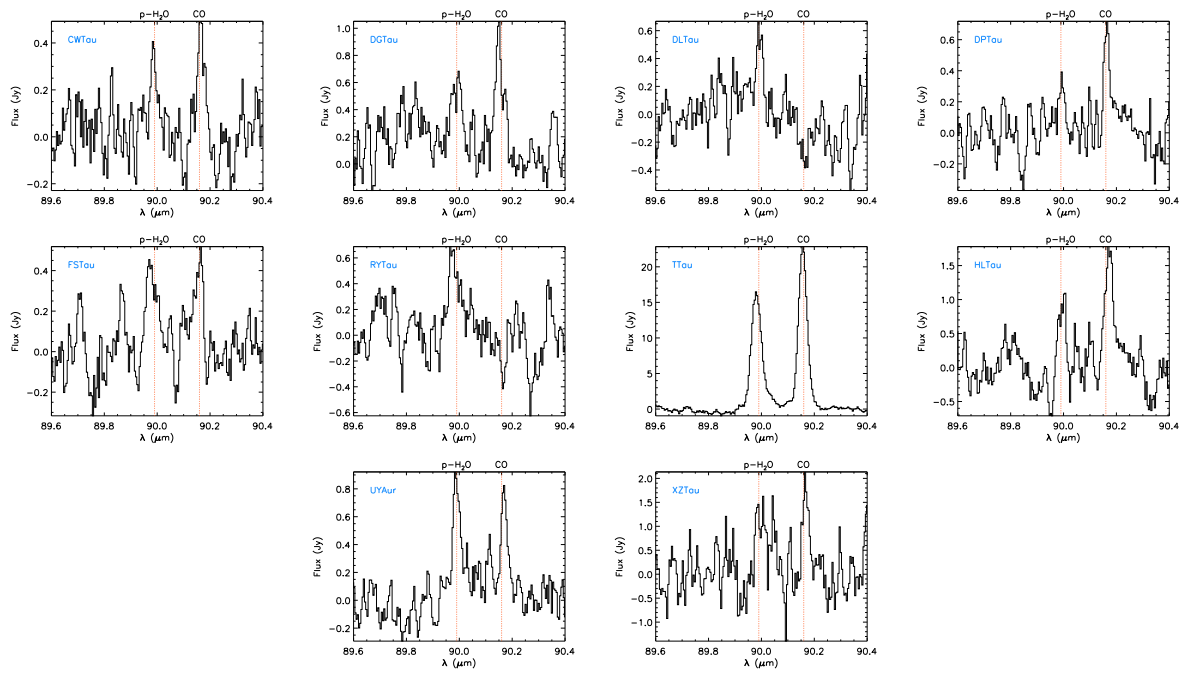 p-H₂O CO
CWTau
Flux (Jy)
0.4
0.2
0.0
−0.2
89.6 89.8 90.0 90.2 90.4
λ (μm)
p-H₂O CO
DGTau
Flux (Jy)
1.0
0.8
0.6
0.4
0.2
0.0
89.6 89.8 90.0 90.2 90.4
λ (μm)
p-H₂O CO
DLTau
Flux (Jy)
0.6
0.4
0.2
0.0
−0.2
−0.4
89.6 89.8 90.0 90.2 90.4
λ (μm)
p-H₂O CO
DPTau
Flux (Jy)
0.6
0.4
0.2
0.0
−0.2
89.6 89.8 90.0 90.2 90.4
λ (μm)
p-H₂O CO
FSTau
Flux (Jy)
0.4
0.2
0.0
−0.2
89.6 89.8 90.0 90.2 90.4
λ (μm)
p-H₂O CO
RYTau
Flux (Jy)
0.6
0.4
0.2
0.0
−0.2
−0.4
−0.6
89.6 89.8 90.0 90.2 90.4
λ (μm)
p-H₂O CO
TTau
Flux (Jy)
20
15
10
5
0
89.6 89.8 90.0 90.2 90.4
λ (μm)
p-H₂O CO
HLTau
Flux (Jy)
1.5
1.0
0.5
0.0
−0.5
89.6 89.8 90.0 90.2 90.4
λ (μm)
p-H₂O CO
UYAur
Flux (Jy)
0.8
0.6
0.4
0.2
0.0
−0.2
89.6 89.8 90.0 90.2 90.4
λ (μm)
p-H₂O CO
XZTau
Flux (Jy)
2.0
1.5
1.0
0.5
0.0
−0.5
−1.0
89.6 89.8 90.0 90.2 90.4
λ (μm)